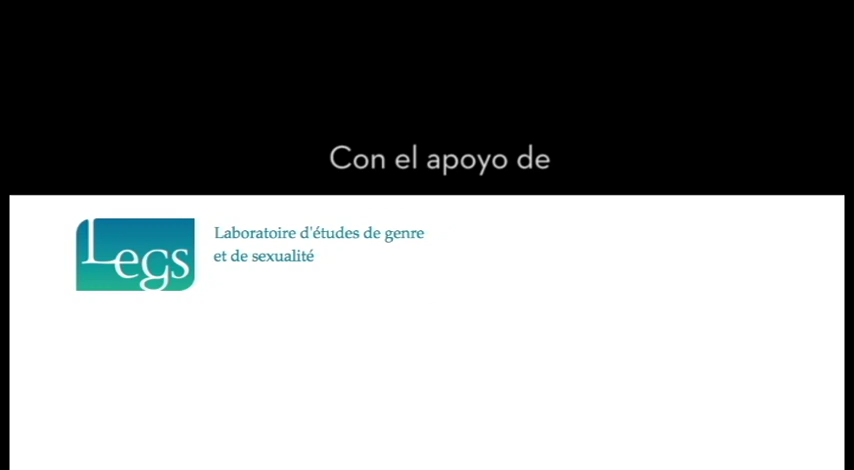 Con el apoyo de
Legs
Laboratoire d'études de genre
et de sexualité